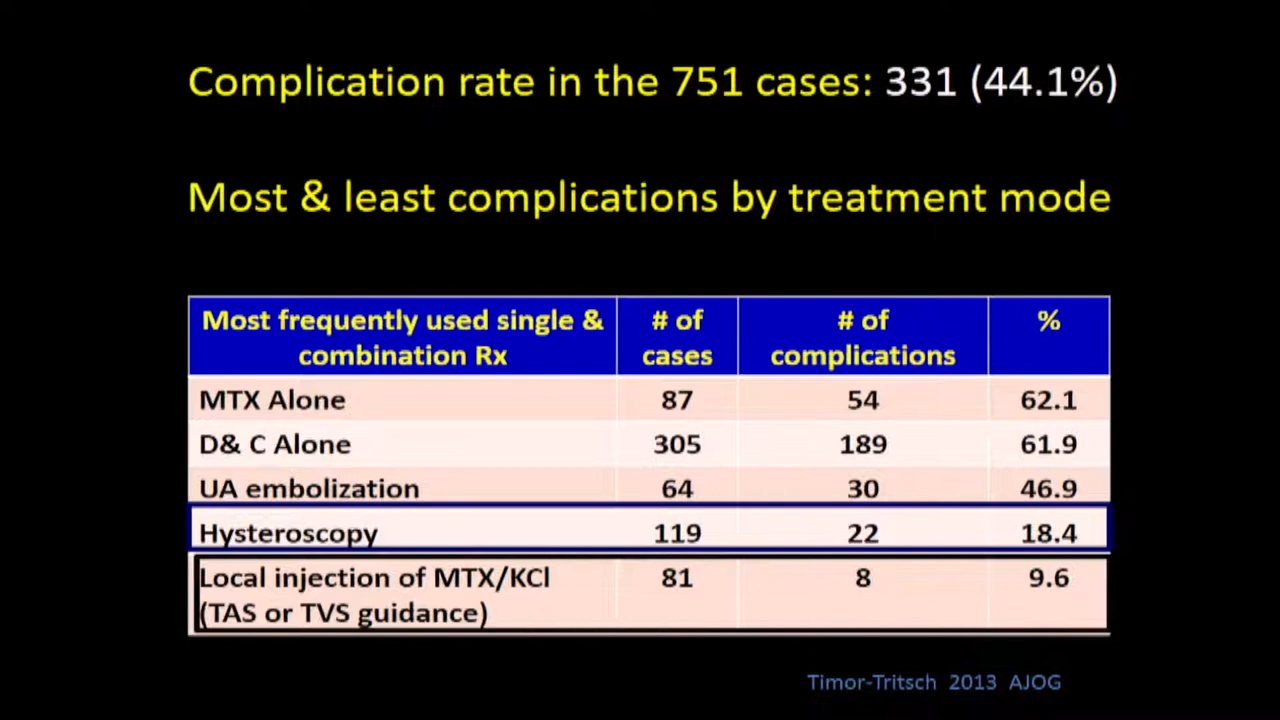 Complication rate in the 751 cases: 331 (44.1%)
Most & least complications by treatment mode
Most frequently used single & combination Rx # of cases # of complications %
MTX Alone 87 54 62.1
D& C Alone 305 189 61.9
UA embolization 64 30 46.9
Hysteroscopy 119 22 18.4
Local injection of MTX/KCl 81 8 9.6
(TAS or TVS guidance)
Timor-Tritsch 2013 AJOG